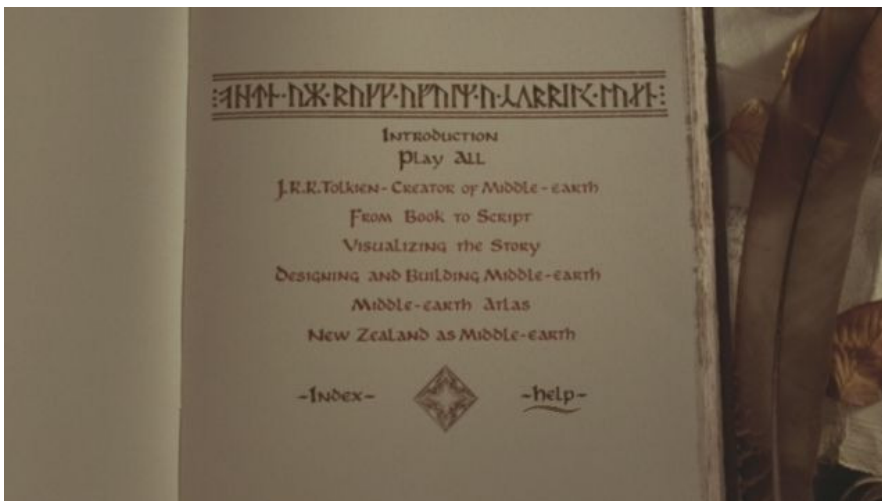 Introduction
Play All
J.R.R.Tolkien - Creator of Middle-earth
From Book to Script
Visualizing the Story
Designing and Building Middle-earth
Middle-earth Atlas
New Zealand as Middle-earth
-Index- -Help-